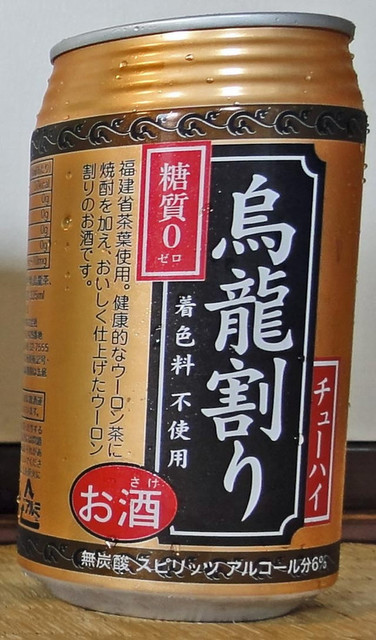 烏龍割り
チューハイ
糖質0
ゼロ
着色料 不使用
福建省茶葉使用。健康的なウーロン茶に
焼酎を加え、おいしく仕上げたウーロン
割りのお酒です。
さけ
お酒
無炭酸 スピリッツ アルコール分6%
アルミ